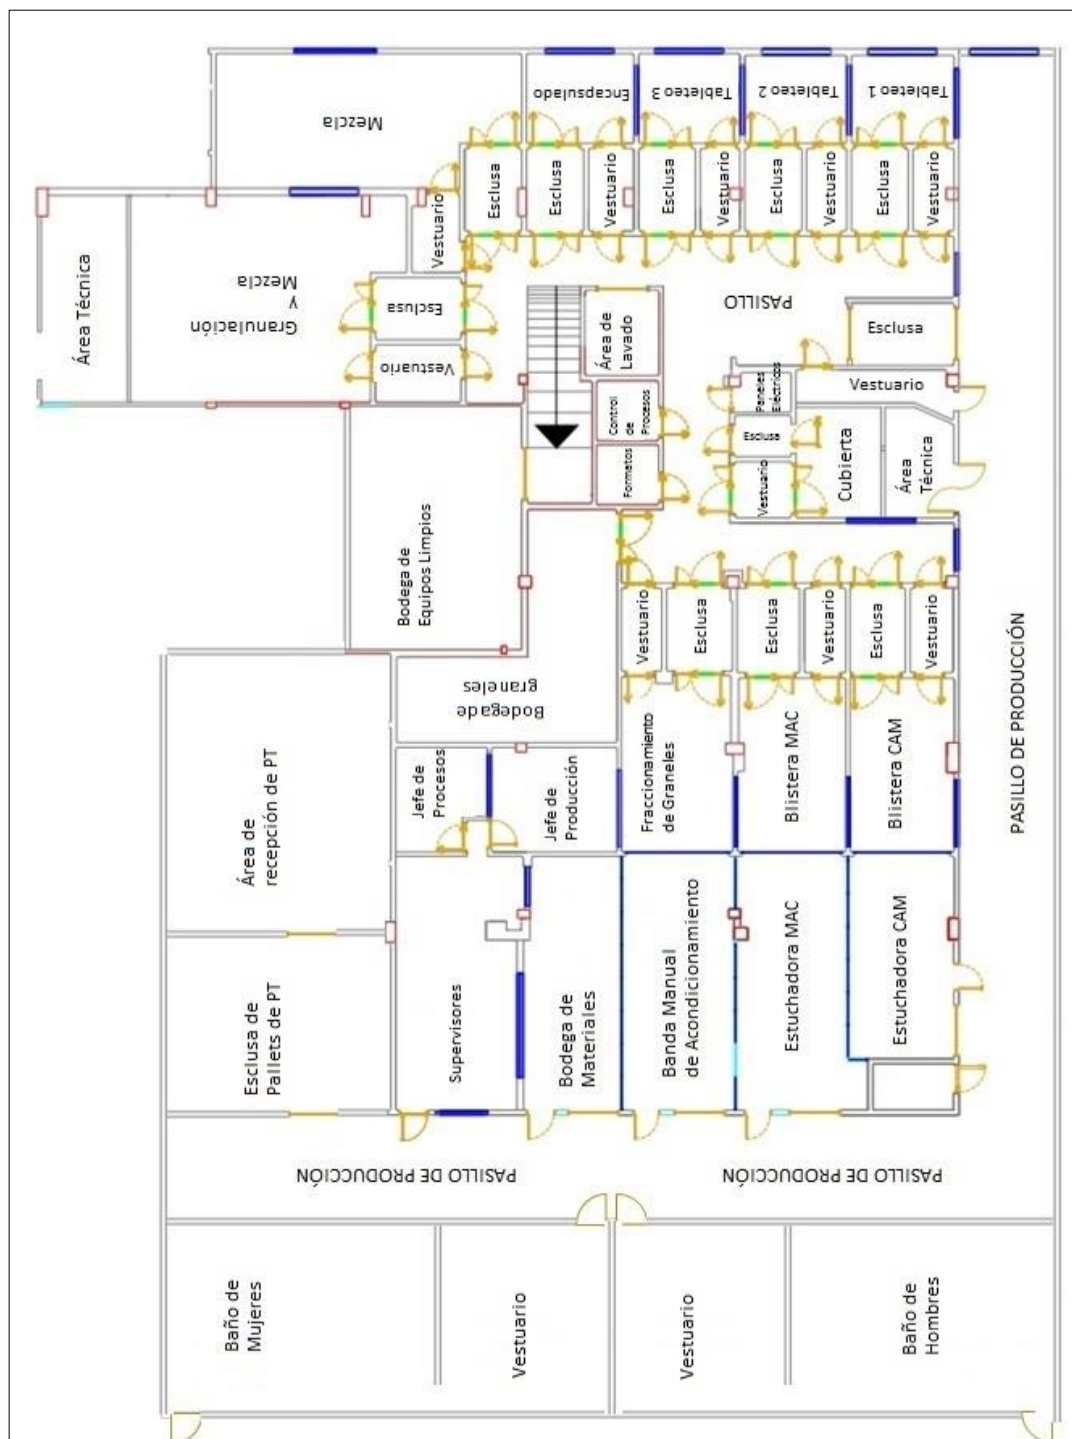 Mezcla
Encapsulado
Tableteo 3
Tableteo 2
Tableteo 1
Esclusa
Esclusa
Vestuario
Esclusa
Vestuario
Esclusa
Vestuario
Esclusa
Vestuario
Vestuario
Área Técnica
Mezcla
y
Granulación
Esclusa
Vestuario
PASILLO
Área de
Lavado
Esclusa
Vestuario
Paneles
Eléctricos
Control
de
Procesos
Esclusa
Formatos
Vestuario
Cubierta
Área
Técnica
Bodega de
Equipos Limpios
Vestuario
Esclusa
Esclusa
Vestuario
Esclusa
Vestuario
Bodega de
graneles
PASILLO DE PRODUCCIÓN
Área de
recepción de PT
Jefe de
Procesos
Jefe de
Producción
Fraccionamiento
de Graneles
Blistera MAC
Blistera CAM
Esclusa de
Pallets de PT
Supervisores
Bodega de
Materiales
Banda Manual
de Acondicionamiento
Estuchadora MAC
Estuchadora CAM
PASILLO DE PRODUCCIÓN
PASILLO DE PRODUCCIÓN
Baño de
Mujeres
Vestuario
Vestuario
Baño de
Hombres